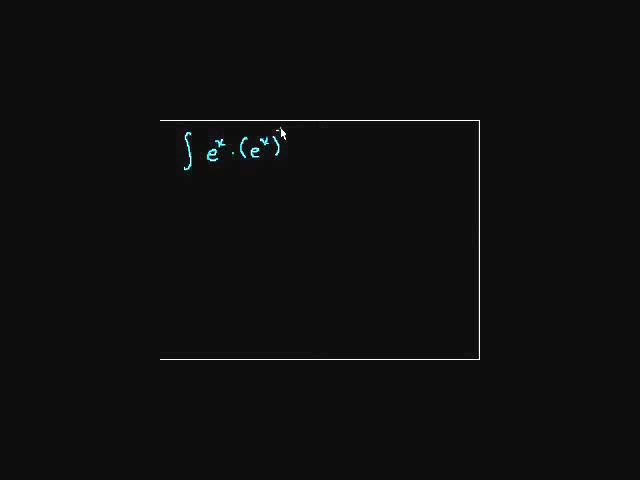 ∫ eˣ · (eˣ)